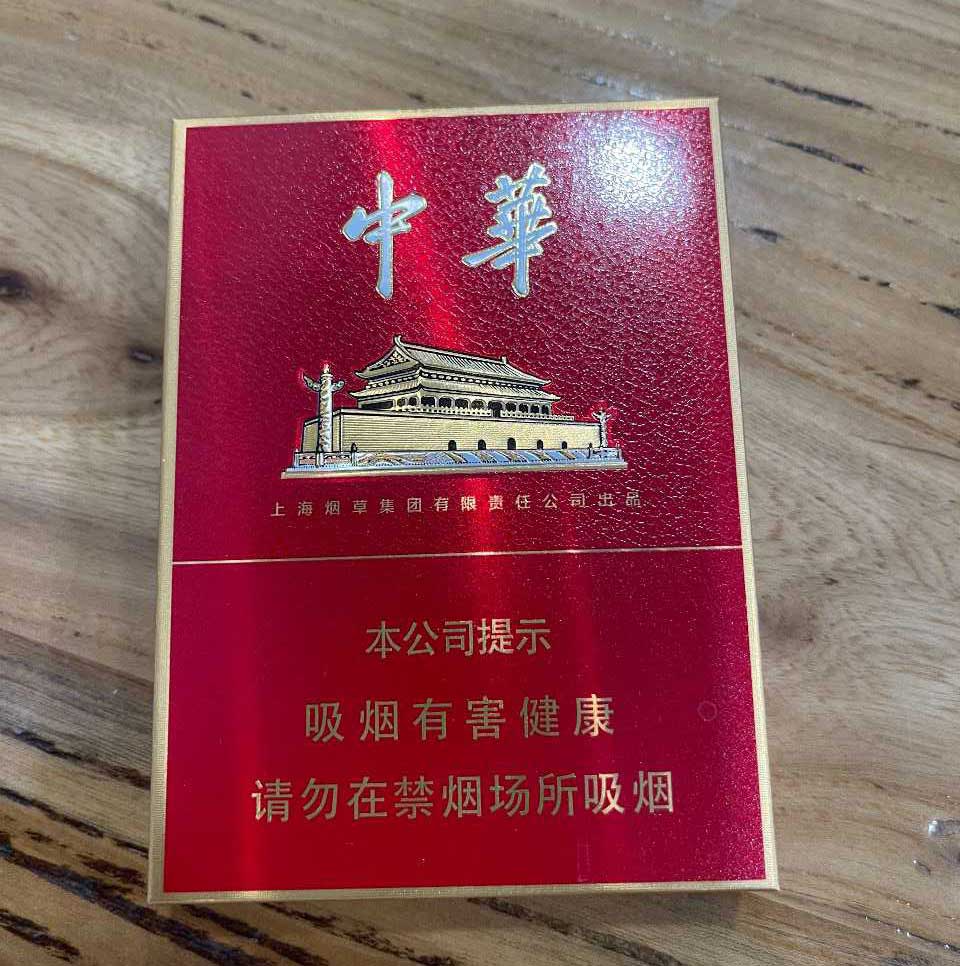 中華
上海烟草集团有限责任公司出品
本公司提示
吸烟有害健康
请勿在禁烟场所吸烟